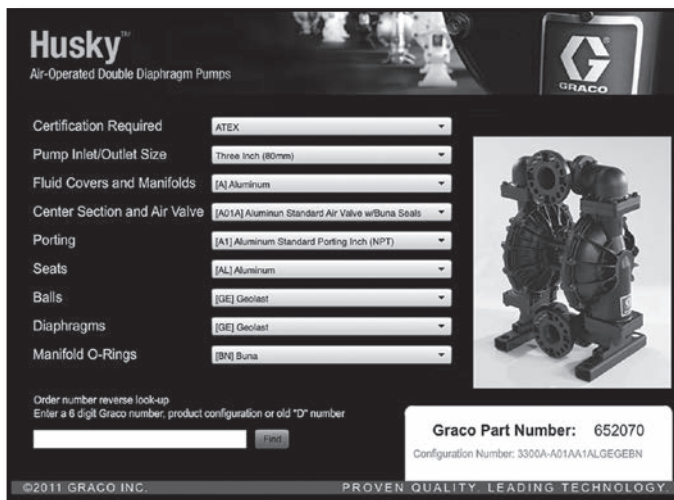 Husky™
Air-Operated Double Diaphragm Pumps
GRACO
Certification Required ATEX
Pump Inlet/Outlet Size Three Inch (80mm)
Fluid Covers and Manifolds [A] Aluminum
Center Section and Air Valve [A01A] Aluminun Standard Air Valve w/Buna Seals
Porting [A1] Aluminum Standard Porting Inch (NPT)
Seats [AL] Aluminum
Balls [GE] Geolast
Diaphragms [GE] Geolast
Manifold O-Rings [BN] Buna
Order number reverse look-up
Enter a 6 digit Graco number, product configuration or old "D" number
Find
Graco Part Number: 652070
Configuration Number: 3300A-A01AA1ALGEGEBN
©2011 GRACO INC. PROVEN QUALITY. LEADING TECHNOLOGY.